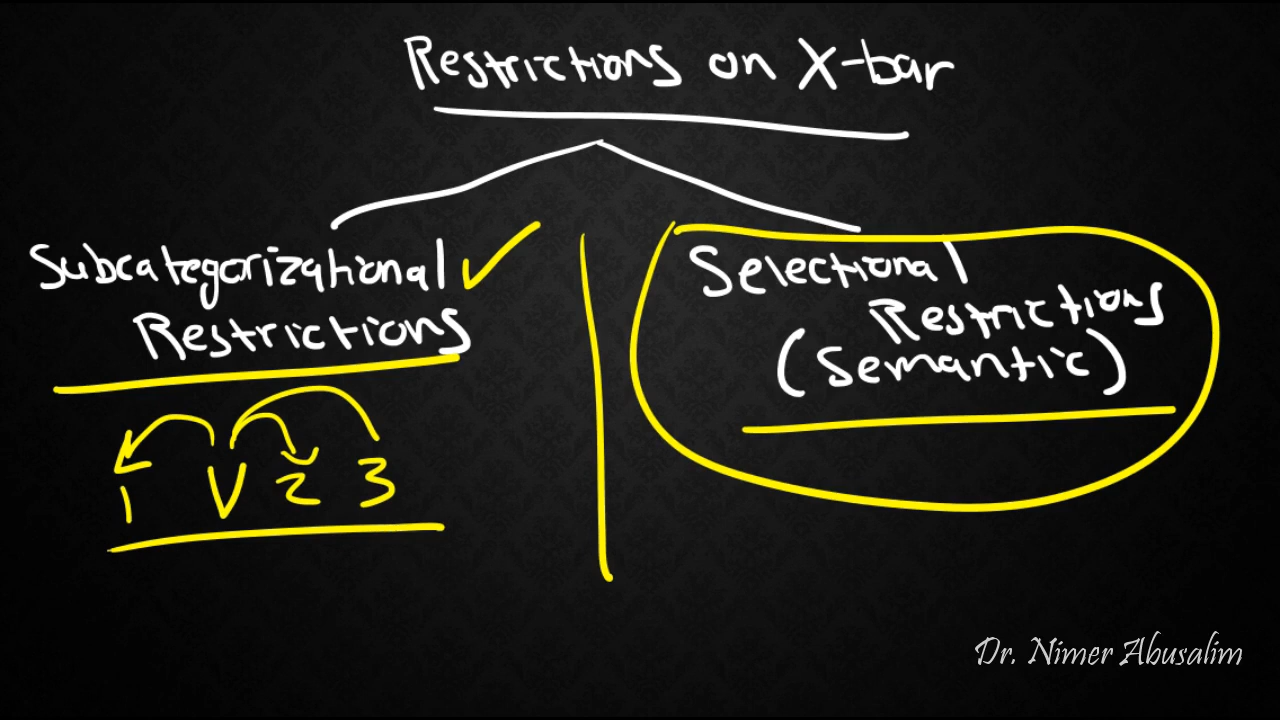 Restrictions on X-bar
Subcategorizational
Restrictions
1 V 2 3
Selectional
Restrictions
(Semantic)
Dr. Nimer Abusalim